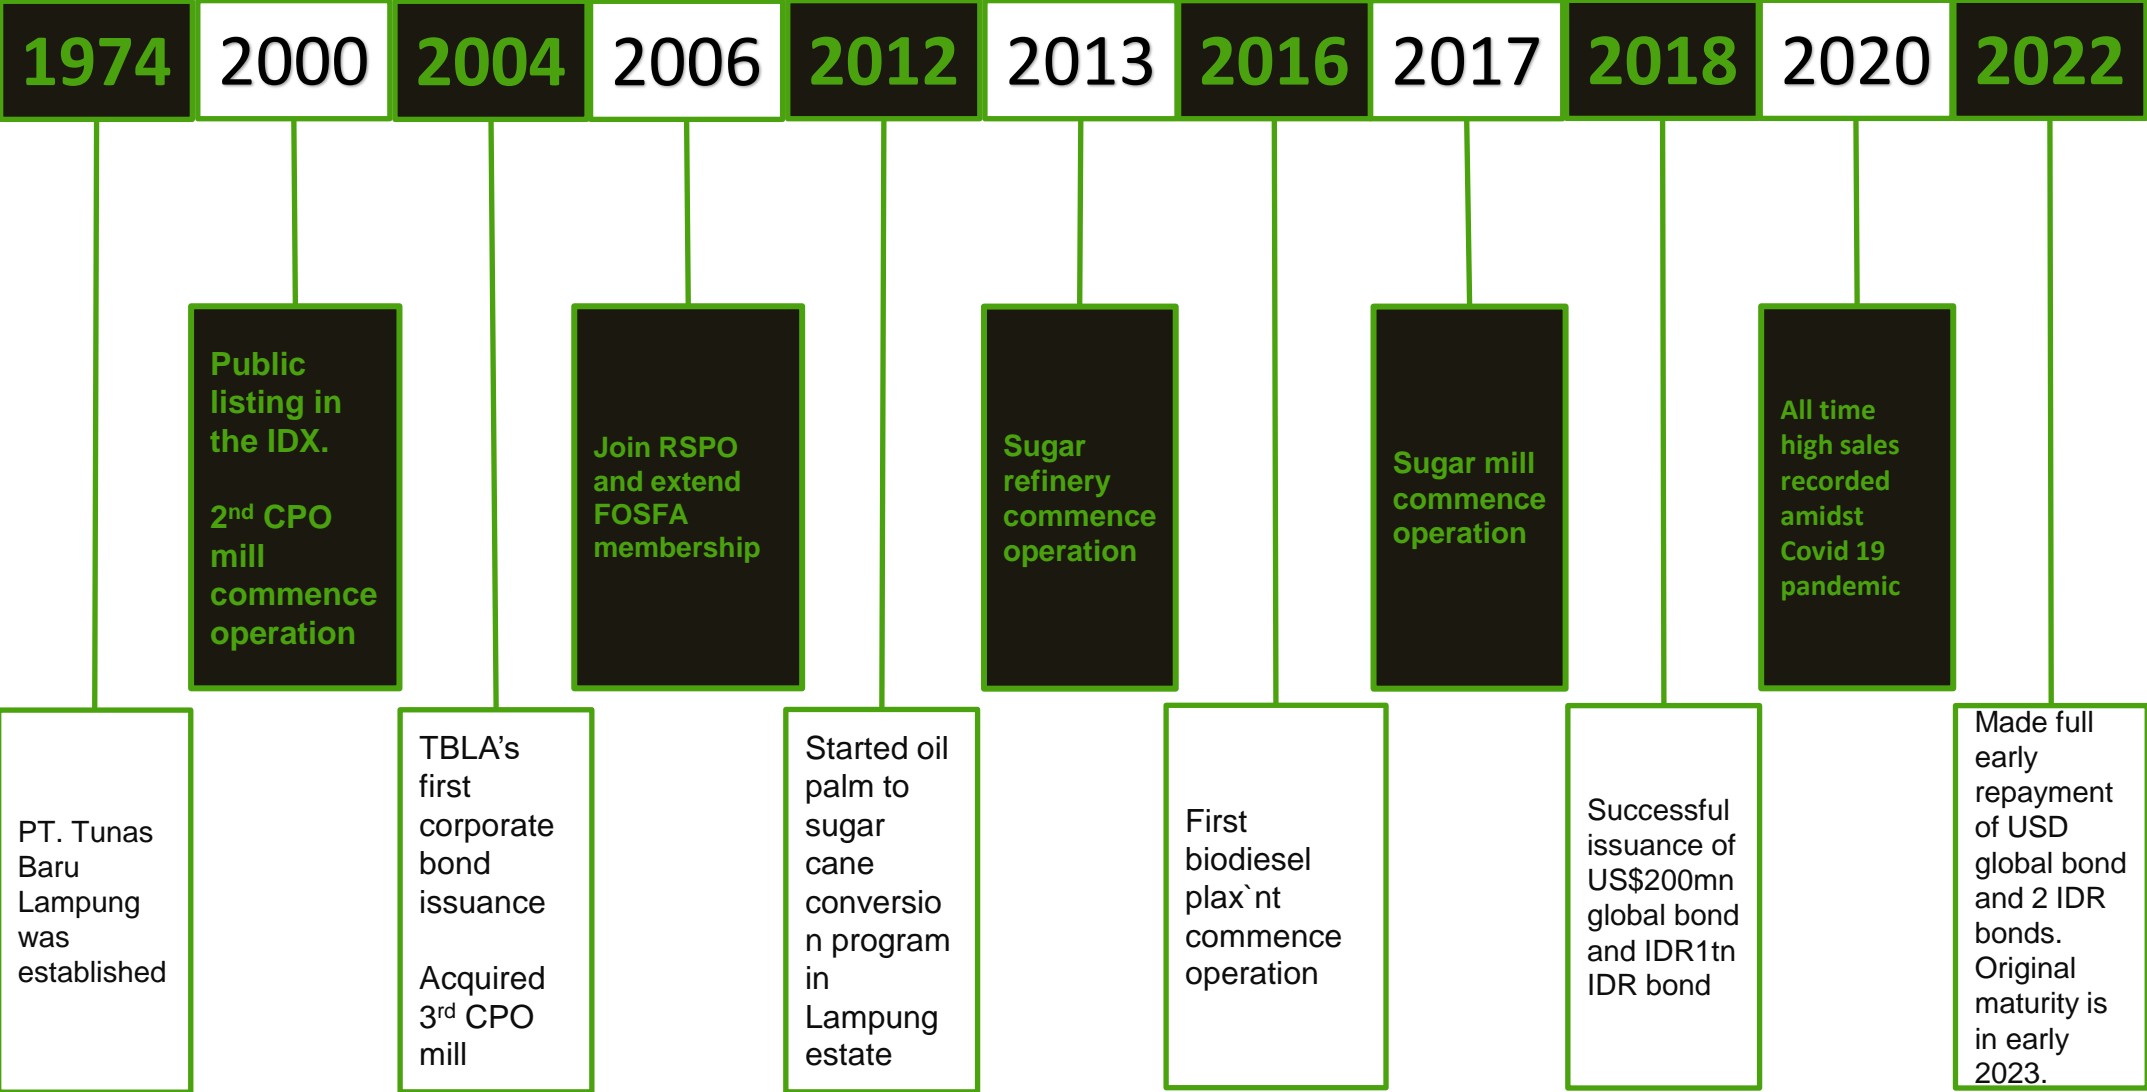 1974
2000
2004
2006
2012
2013
2016
2017
2018
2020
2022
Public
listing in
the IDX.
2nd CPO
mill
commence
operation
Join RSPO
and extend
FOSFA
membership
Sugar
refinery
commence
operation
Sugar mill
commence
operation
All time
high sales
recorded
amidst
Covid 19
pandemic
PT. Tunas
Baru
Lampung
was
established
TBLA’s
first
corporate
bond
issuance
Acquired
3rd CPO
mill
Started oil
palm to
sugar
cane
conversio
n program
in
Lampung
estate
First
biodiesel
plax`nt
commence
operation
Successful
issuance of
US$200mn
global bond
and IDR1tn
IDR bond
Made full
early
repayment
of USD
global bond
and 2 IDR
bonds.
Original
maturity is
in early
2023.